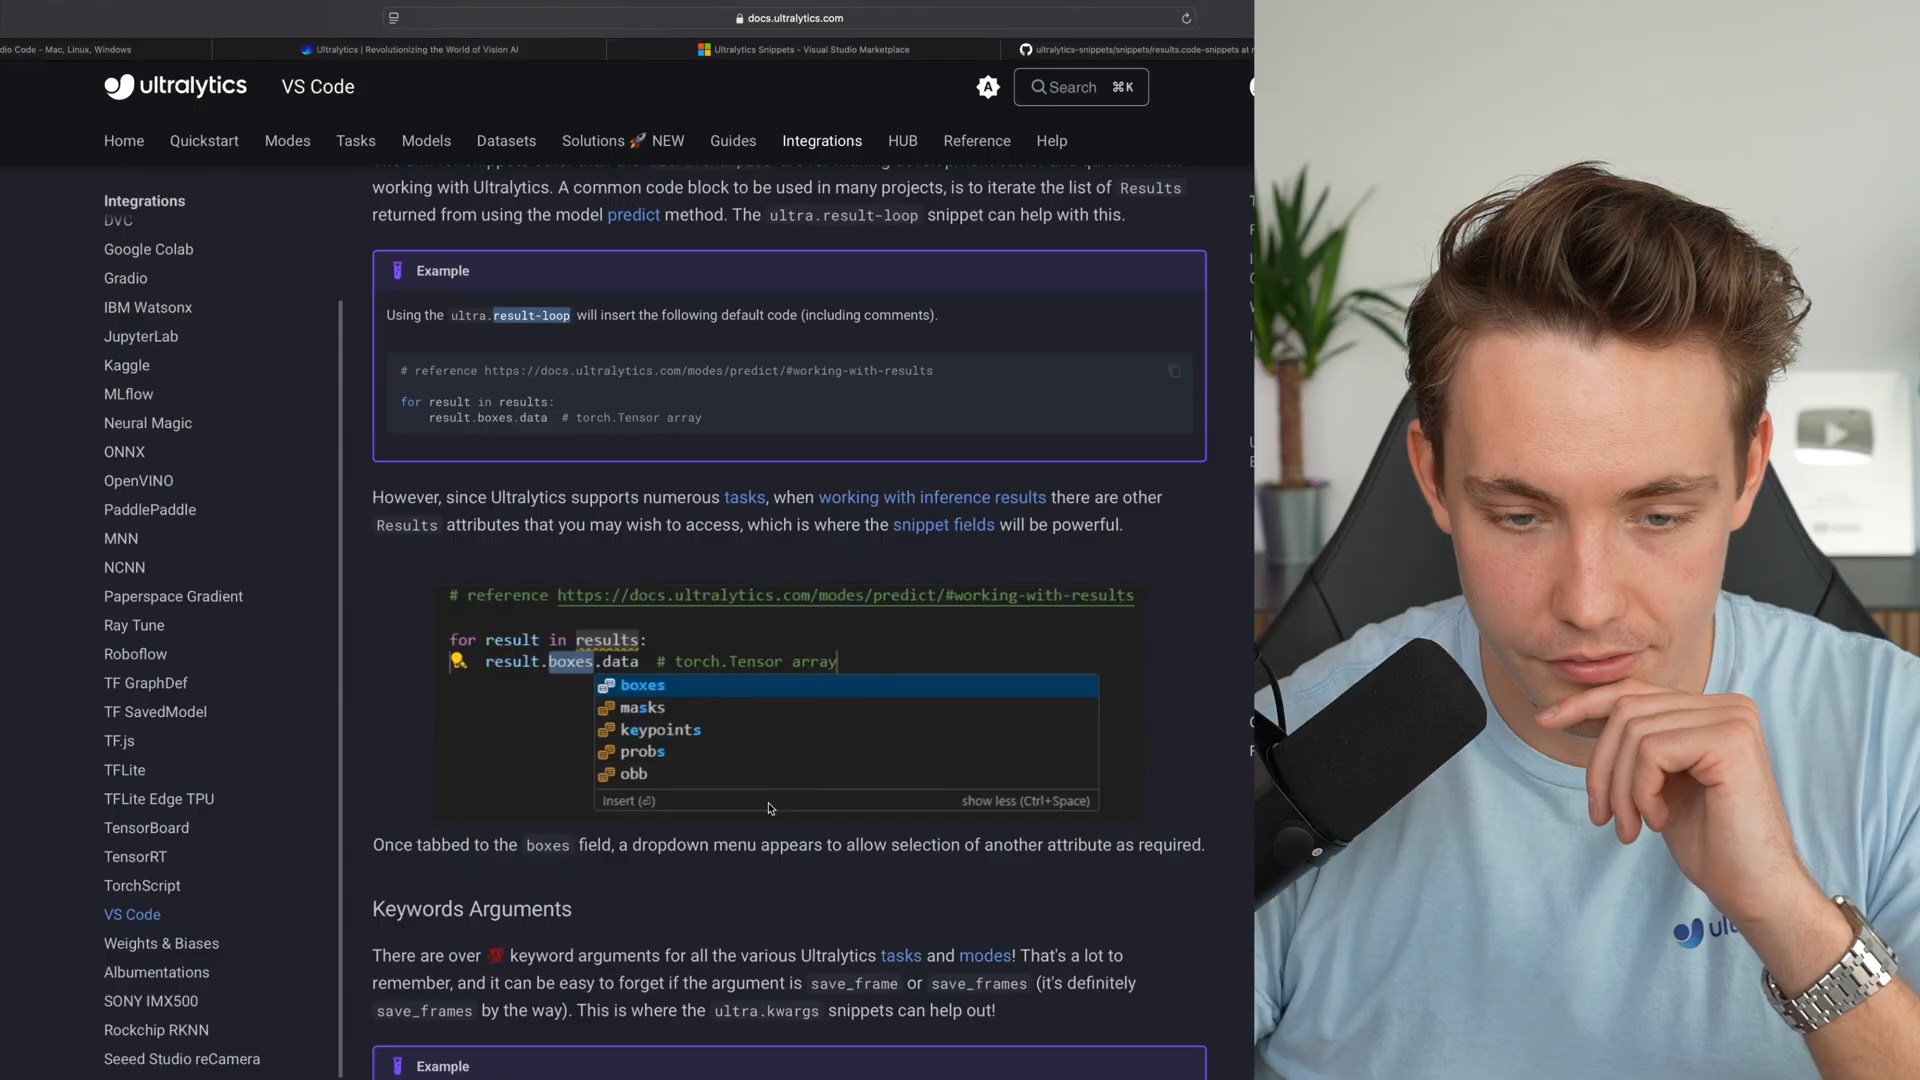 docs.ultralytics.com
dio Code - Mac, Linux, Windows
Ultralytics | Revolutionizing the World of Vision AI
Ultralytics Snippets - Visual Studio Marketplace
ultralytics-snippets/snippets/results.code-snippets at
ultralytics
VS Code
Search ⌘K
Home
Quickstart
Modes
Tasks
Models
Datasets
Solutions 🚀 NEW
Guides
Integrations
HUB
Reference
Help
Integrations
DVC
Google Colab
Gradio
IBM Watsonx
JupyterLab
Kaggle
MLflow
Neural Magic
ONNX
OpenVINO
PaddlePaddle
MNN
NCNN
Paperspace Gradient
Ray Tune
Roboflow
TF GraphDef
TF SavedModel
TF.js
TFLite
TFLite Edge TPU
TensorBoard
TensorRT
TorchScript
VS Code
Weights & Biases
Albumentations
SONY IMX500
Rockchip RKNN
Seeed Studio reCamera
working with Ultralytics. A common code block to be used in many projects, is to iterate the list of Results
returned from using the model predict method. The ultra.result-loop snippet can help with this.
Example
Using the ultra.result-loop will insert the following default code (including comments).
# reference https://docs.ultralytics.com/modes/predict/#working-with-results
for result in results:
result.boxes.data # torch.Tensor array
However, since Ultralytics supports numerous tasks, when working with inference results there are other
Results attributes that you may wish to access, which is where the snippet fields will be powerful.
# reference https://docs.ultralytics.com/modes/predict/#working-with-results
for result in results:
result.boxes.data # torch.Tensor array
boxes
masks
keypoints
probs
obb
Insert (⏎) show less (Ctrl+Space)
Once tabbed to the boxes field, a dropdown menu appears to allow selection of another attribute as required.
Keywords Arguments
There are over 💯 keyword arguments for all the various Ultralytics tasks and modes! That's a lot to
remember, and it can be easy to forget if the argument is save_frame or save_frames (it's definitely
save_frames by the way). This is where the ultra.kwargs snippets can help out!
Example